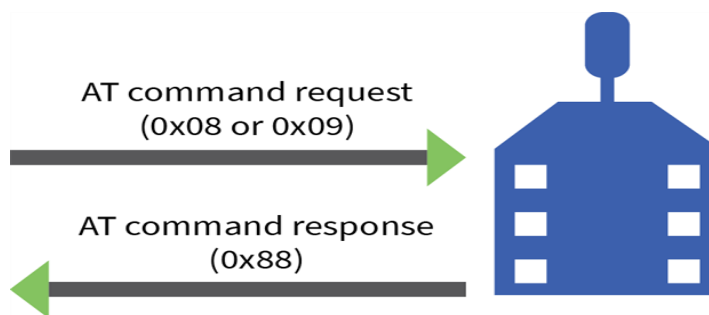 AT command request
(0x08 or 0x09)
AT command response
(0x88)